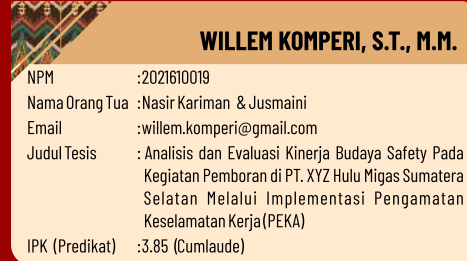 WILLEM KOMPERI, S.T., M.M.
NPM :2021610019
Nama Orang Tua :Nasir Kariman & Jusmaini
Email :willem.komperi@gmail.com
Judul Tesis : Analisis dan Evaluasi Kinerja Budaya Safety Pada
Kegiatan Pemboran di PT. XYZ Hulu Migas Sumatera
Selatan Melalui Implementasi Pengamatan
Keselamatan Kerja (PEKA)
IPK (Predikat) :3.85 (Cumlaude)